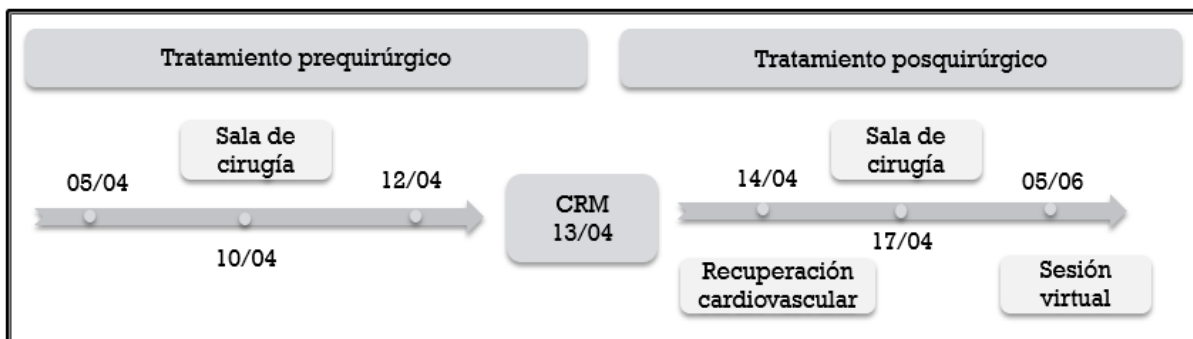 Tratamiento prequirúrgico
Tratamiento posquirúrgico
Sala de
cirugía
05/04
12/04
10/04
CRM
13/04
Sala de
cirugía
14/04
05/06
17/04
Recuperación
cardiovascular
Sesión
virtual